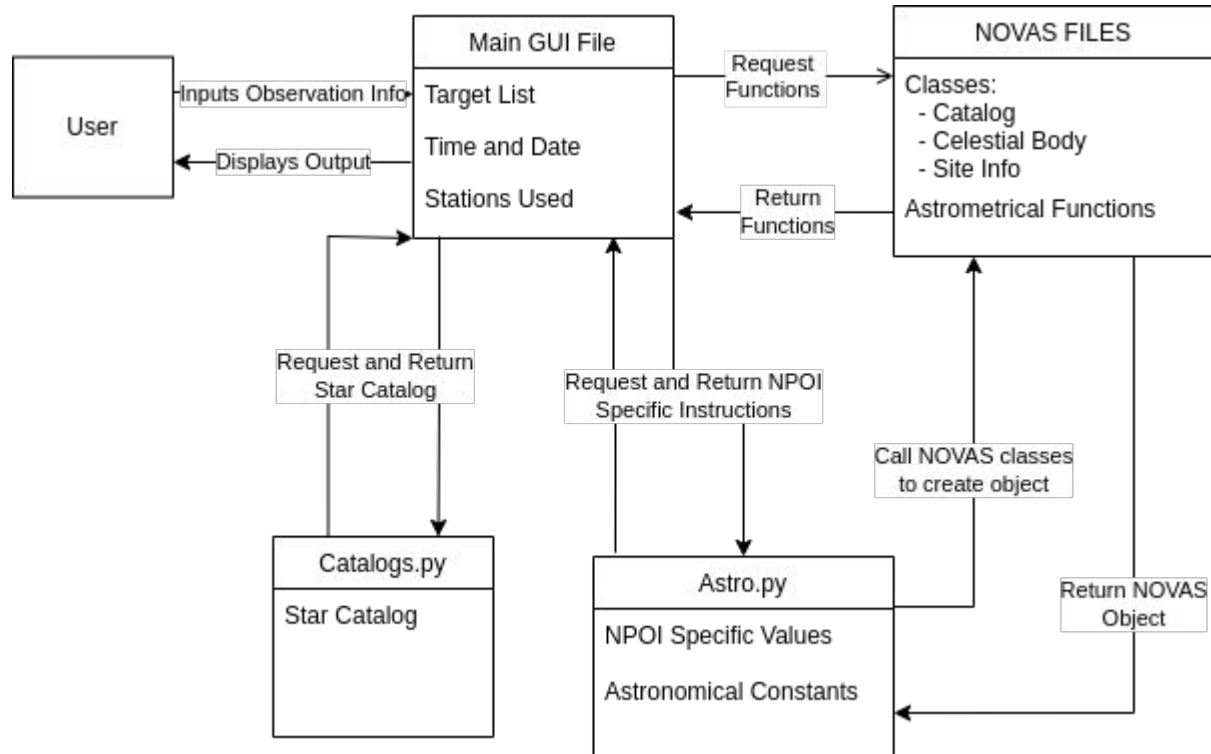 Main GUI File
Target List
Time and Date
Stations Used
NOVAS FILES
Classes:
- Catalog
- Celestial Body
- Site Info
Astrometrical Functions
User
Inputs Observation Info
Displays Output
Request
Functions
Return
Functions
Request and Return
Star Catalog
Request and Return NPOI
Specific Instructions
Call NOVAS classes
to create object
Return NOVAS
Object
Catalogs.py
Star Catalog
Astro.py
NPOI Specific Values
Astronomical Constants